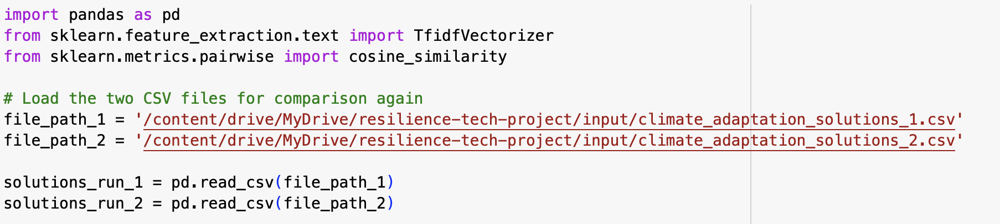 import pandas as pd
from sklearn.feature_extraction.text import TfidfVectorizer
from sklearn.metrics.pairwise import cosine_similarity
# Load the two CSV files for comparison again
file_path_1 = '/content/drive/MyDrive/resilience-tech-project/input/climate_adaptation_solutions_1.csv'
file_path_2 = '/content/drive/MyDrive/resilience-tech-project/input/climate_adaptation_solutions_2.csv'
solutions_run_1 = pd.read_csv(file_path_1)
solutions_run_2 = pd.read_csv(file_path_2)